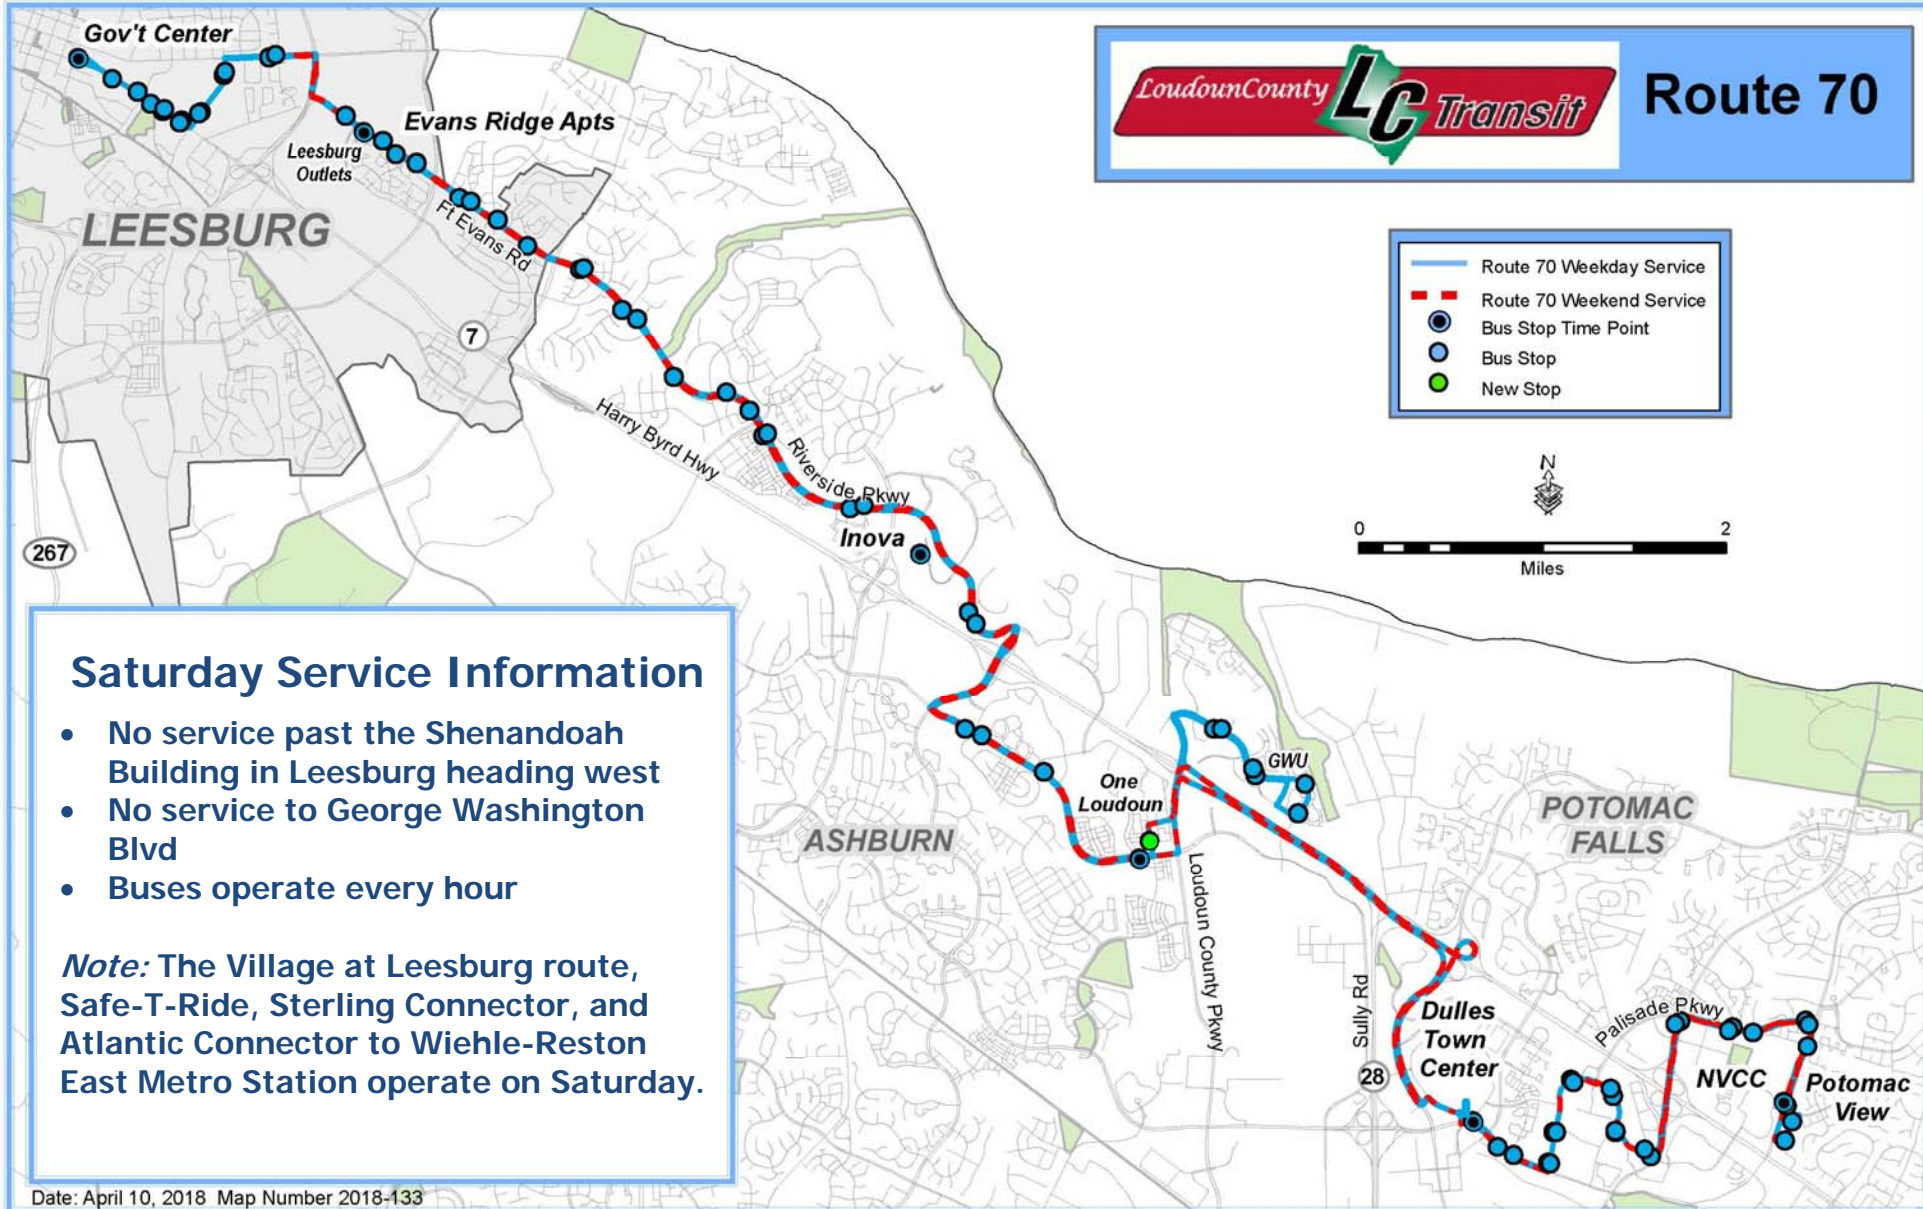 Gov't Center
Evans Ridge Apts
Leesburg
Outlets
LEESBURG
Ft Evans Rd
7
Harry Byrd Hwy
Riverside Pkwy
Inova
267
LoudounCounty LC Transit
Route 70
Route 70 Weekday Service
Route 70 Weekend Service
Bus Stop Time Point
Bus Stop
New Stop
N
0 2
Miles
Saturday Service Information
• No service past the Shenandoah
Building in Leesburg heading west
• No service to George Washington
Blvd
• Buses operate every hour
Note: The Village at Leesburg route,
Safe-T-Ride, Sterling Connector, and
Atlantic Connector to Wiehle-Reston
East Metro Station operate on Saturday.
GWU
One
Loudoun
ASHBURN
POTOMAC
FALLS
Loudoun County Pkwy
Sully Rd
28
Dulles
Town
Center
Palisade Pkwy
NVCC
Potomac
View
Date: April 10, 2018 Map Number 2018-133